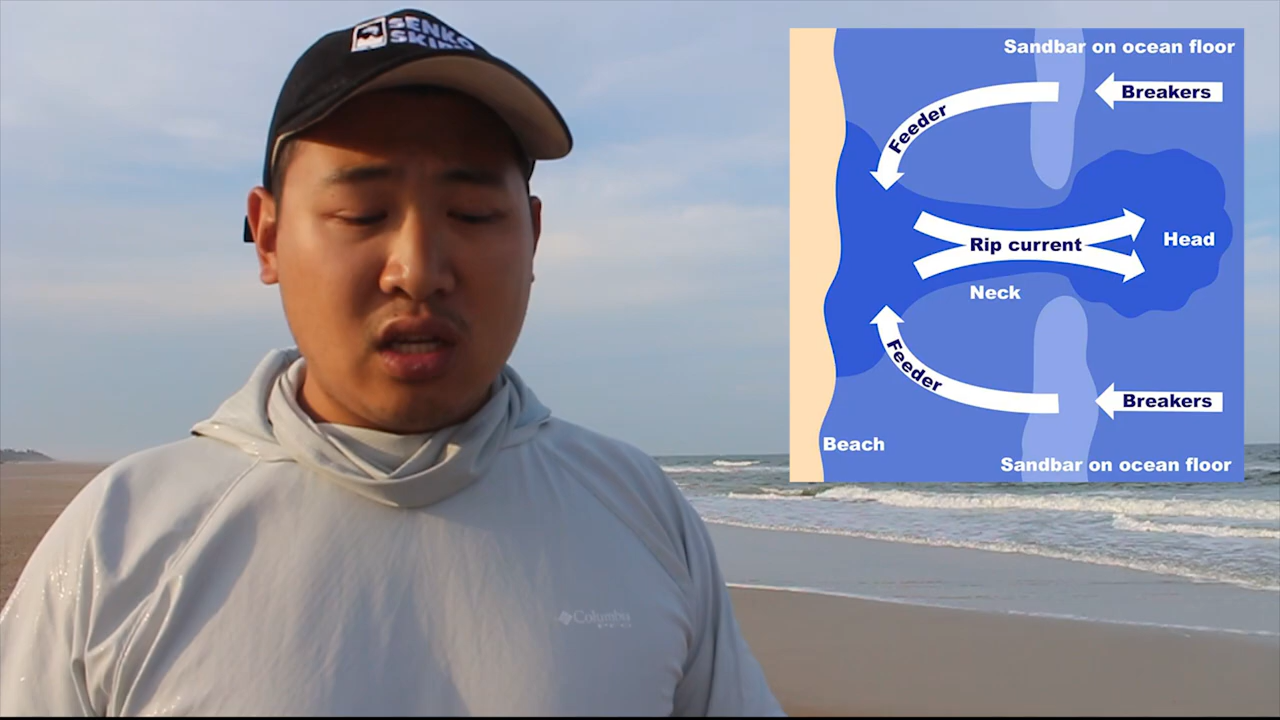 SENKO
SKIN
Columbia
Sandbar on ocean floor
Breakers
Feeder
Rip current
Head
Neck
Feeder
Breakers
Beach
Sandbar on ocean floor